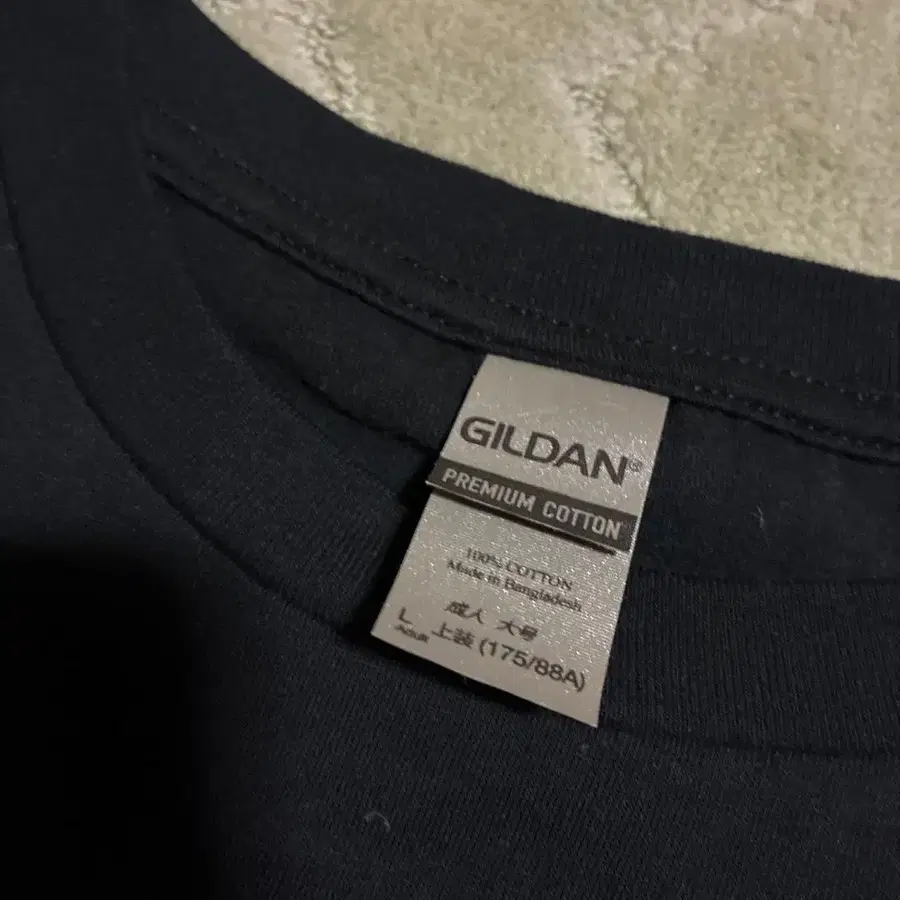 GILDAN®
PREMIUM COTTON
100% COTTON
Made in Bangladesh
L 成人 大号
Adult 上装 (175/88A)